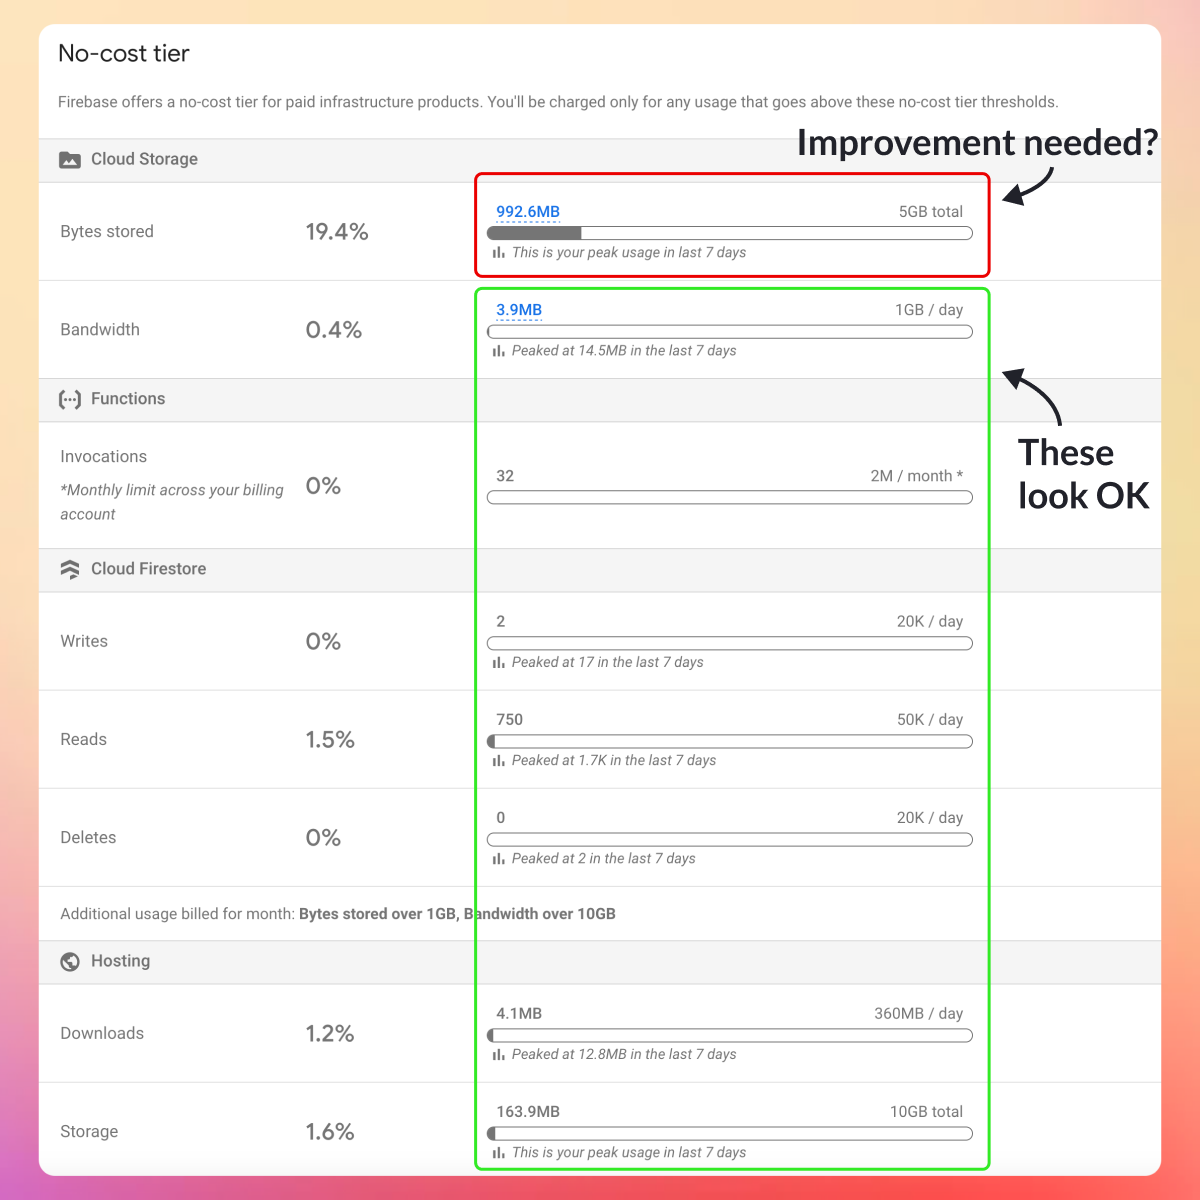 No-cost tier
Firebase offers a no-cost tier for paid infrastructure products. You'll be charged only for any usage that goes above these no-cost tier thresholds.
Improvement needed?
Cloud Storage
Bytes stored
19.4%
992.6MB
5GB total
This is your peak usage in last 7 days
Bandwidth
0.4%
3.9MB
1GB / day
Peaked at 14.5MB in the last 7 days
These
look OK
Functions
Invocations
*Monthly limit across your billing
account
0%
32
2M / month *
Cloud Firestore
Writes
0%
2
20K / day
Peaked at 17 in the last 7 days
Reads
1.5%
750
50K / day
Peaked at 1.7K in the last 7 days
Deletes
0%
0
20K / day
Peaked at 2 in the last 7 days
Additional usage billed for month: Bytes stored over 1GB, Bandwidth over 10GB
Hosting
Downloads
1.2%
4.1MB
360MB / day
Peaked at 12.8MB in the last 7 days
Storage
1.6%
163.9MB
10GB total
This is your peak usage in last 7 days